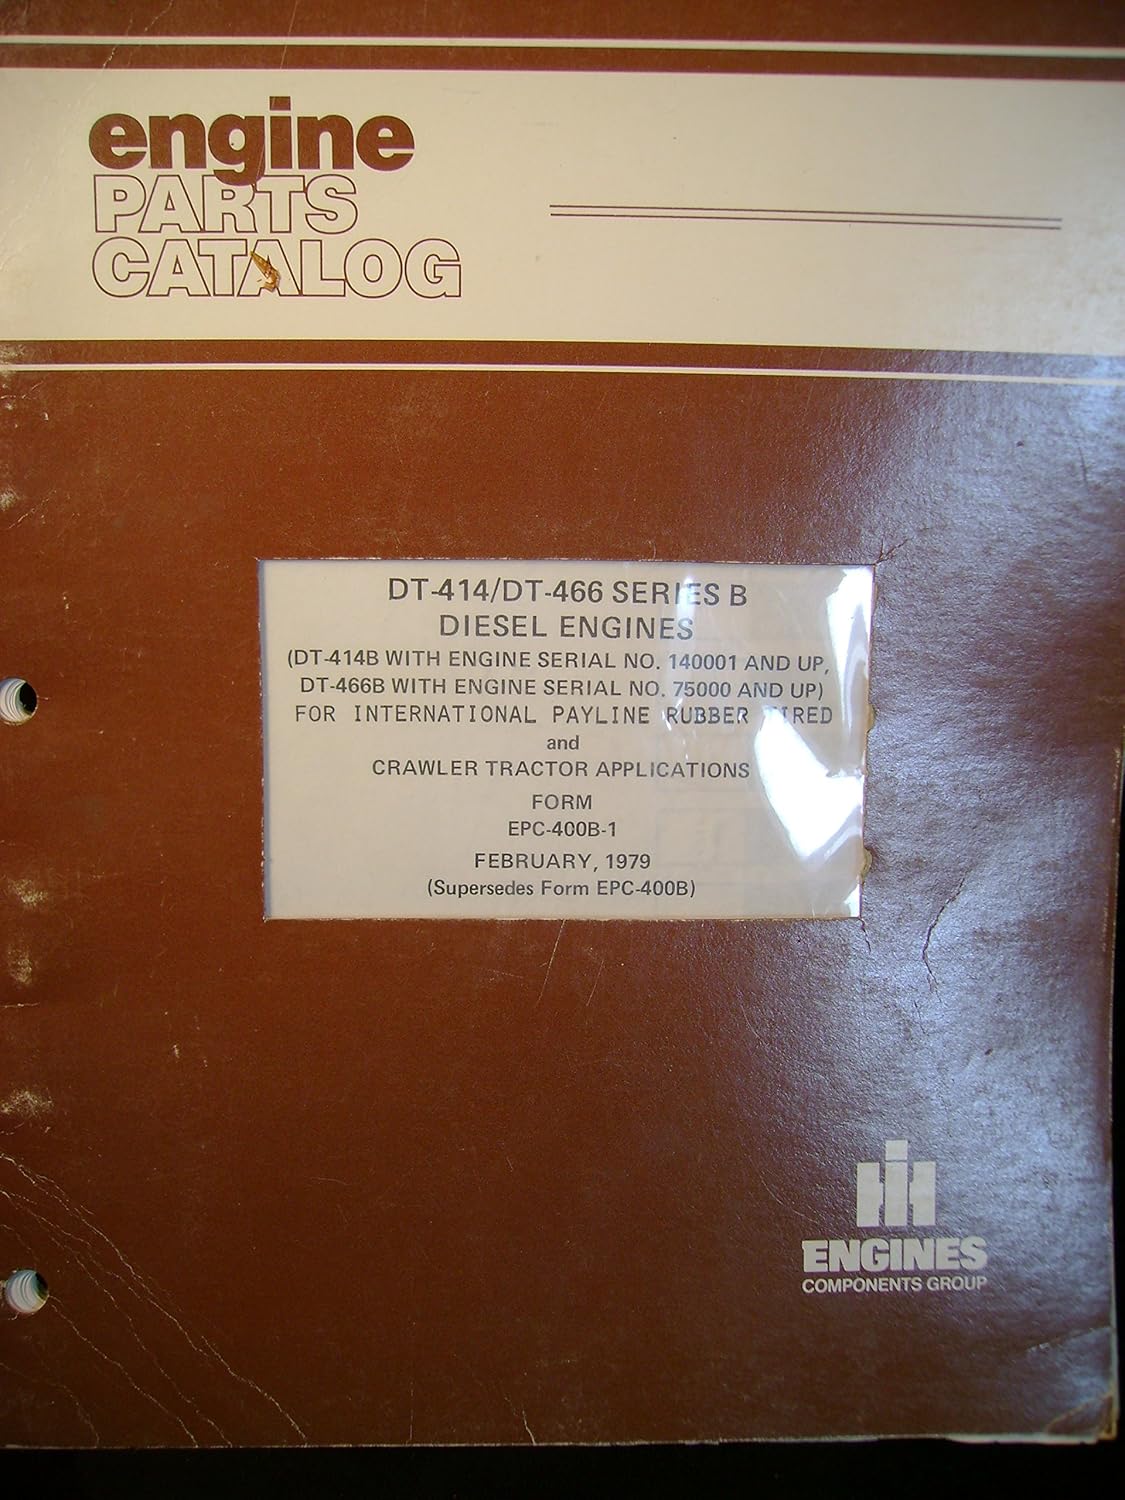 engine
PARTS
CATALOG
DT-414/DT-466 SERIES B
DIESEL ENGINES
(DT-414B WITH ENGINE SERIAL NO. 140001 AND UP,
DT-466B WITH ENGINE SERIAL NO. 75000 AND UP)
FOR INTERNATIONAL PAYLINE RUBBER TIRED
and
CRAWLER TRACTOR APPLICATIONS
FORM
EPC-400B-1
FEBRUARY, 1979
(Supersedes Form EPC-400B)
IH
ENGINES
COMPONENTS GROUP